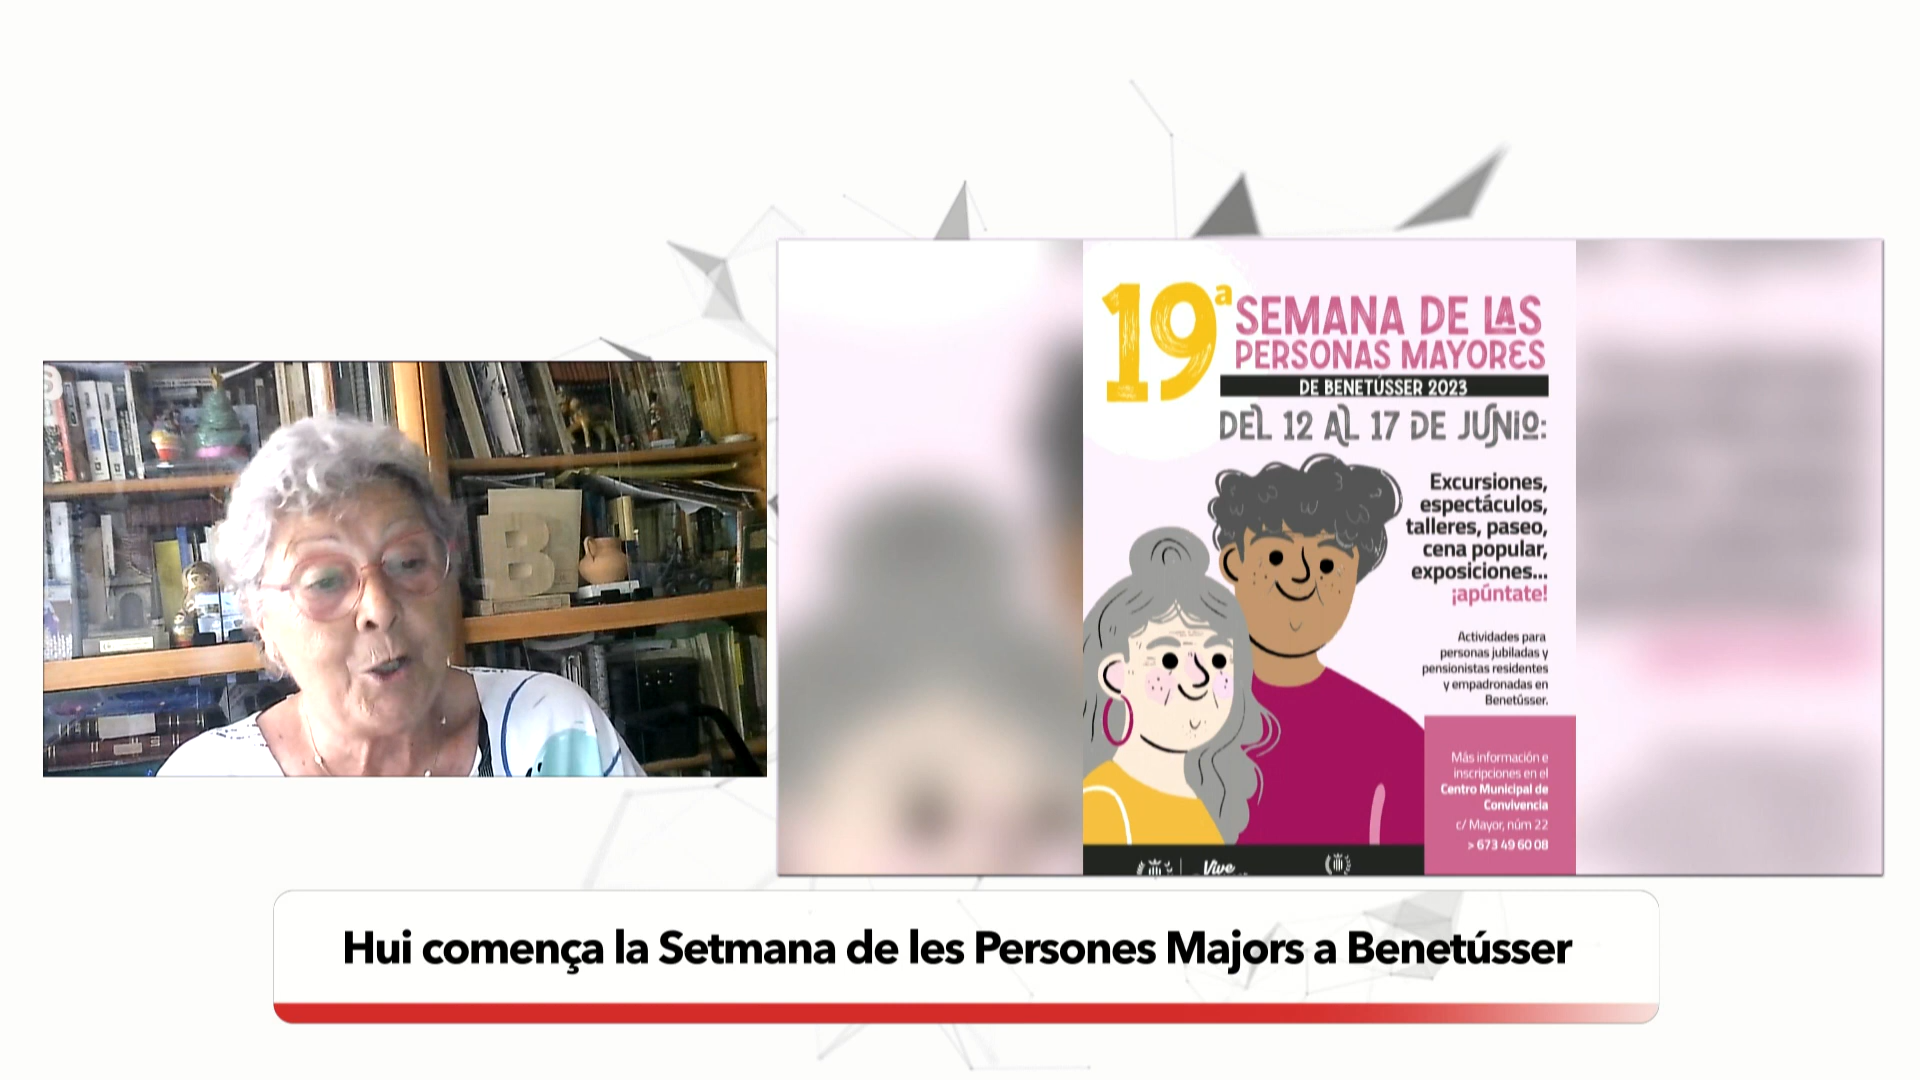 19ª
SEMANA DE LAS
PERSONAS MAYORES
DE BENETÚSSER 2023
DEL 12 AL 17 DE JUNIO:
Excursiones,
espectáculos,
talleres, paseo,
cena popular,
exposiciones...
¡apúntate!
Actividades para
personas jubiladas y
pensionistas residentes
y empadronadas en
Benetússer.
Más información e
inscripciones en el
Centro Municipal de
Convivencia
c/ Mayor, núm 22
> 673 49 60 08
Vive
B
Hui comença la Setmana de les Persones Majors a Benetússer